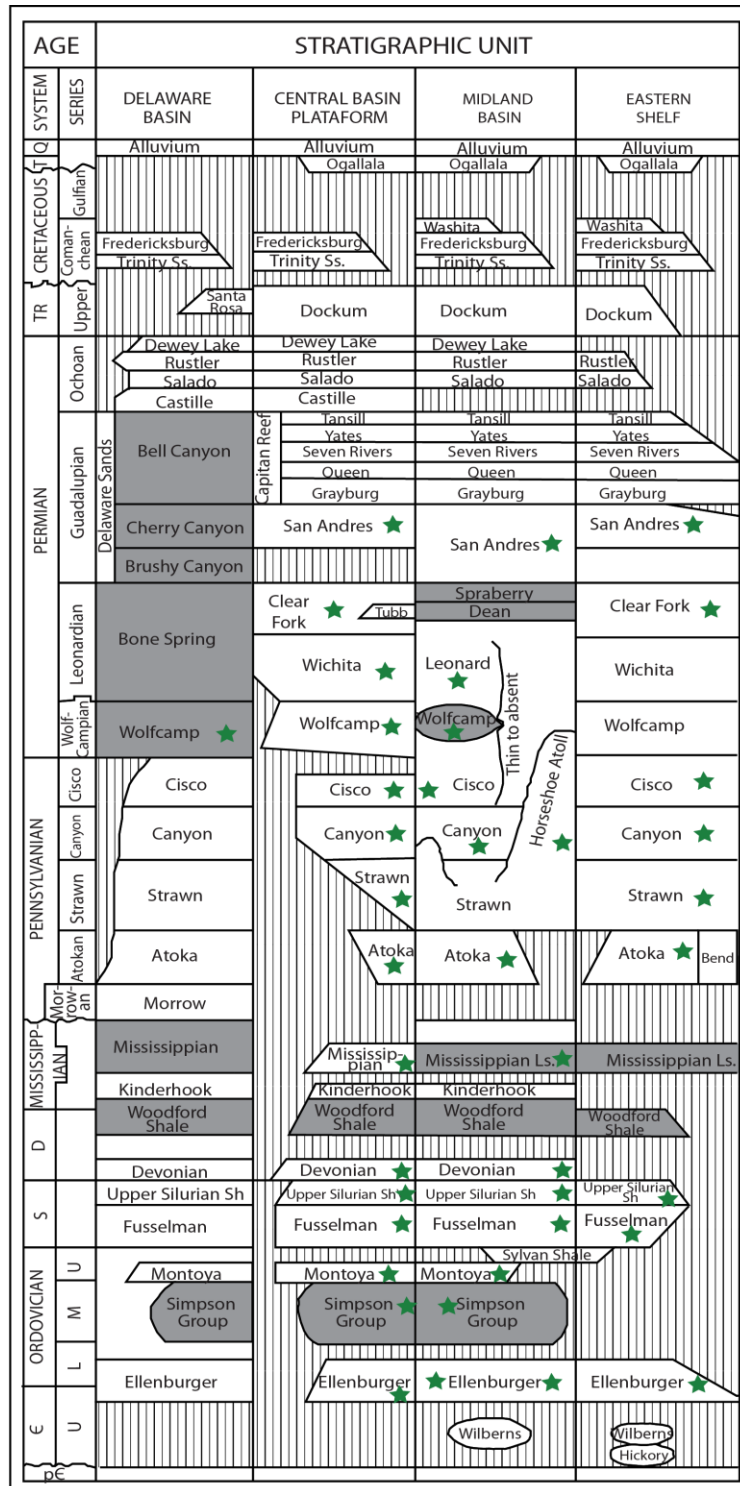 AGE
STRATIGRAPHIC UNIT
SYSTEM
SERIES
DELAWARE
BASIN
CENTRAL BASIN
PLATAFORM
MIDLAND
BASIN
EASTERN
SHELF
Q
Alluvium
Alluvium
Alluvium
Alluvium
T
Ogallala
Ogallala
Ogallala
CRETACEOUS
Gulfian
Coman-
chean
Washita
Washita
Fredericksburg
Fredericksburg
Fredericksburg
Fredericksburg
Trinity Ss.
Trinity Ss.
Trinity Ss.
Trinity Ss.
TR
Upper
Santa
Rosa
Dockum
Dockum
Dockum
PERMIAN
Ochoan
Dewey Lake
Dewey Lake
Dewey Lake
Rustler
Rustler
Rustler
Rustler
Salado
Salado
Salado
Salado
Castille
Castille
Guadalupian
Delaware Sands
Bell Canyon
Capitan Reef
Tansill
Tansill
Tansill
Yates
Yates
Yates
Seven Rivers
Seven Rivers
Seven Rivers
Queen
Queen
Queen
Grayburg
Grayburg
Grayburg
Cherry Canyon
San Andres
San Andres
San Andres
Brushy Canyon
Leonardian
Bone Spring
Clear
Fork
Tubb
Spraberry
Dean
Clear Fork
Wichita
Leonard
Wichita
Wolf-
Campian
Wolfcamp
Wolfcamp
Wolfcamp
Thin to absent
Wolfcamp
PENNSYLVANIAN
Cisco
Cisco
Cisco
Cisco
Horseshoe Atoll
Cisco
Canyon
Canyon
Canyon
Canyon
Canyon
Strawn
Strawn
Strawn
Strawn
Strawn
Atokan
Atoka
Atoka
Atoka
Atoka
Bend
Mor-
row-
an
Morrow
MISSISSIPP-
IAN
Mississippian
Mississip-
pian
Mississippian Ls.
Mississippian Ls.
Kinderhook
Kinderhook
Kinderhook
D
Woodford
Shale
Woodford
Shale
Woodford
Shale
Woodford
Shale
Devonian
Devonian
Devonian
S
Upper Silurian Sh
Upper Silurian Sh
Upper Silurian Sh
Upper Silurian
Sh
Fusselman
Fusselman
Fusselman
Fusselman
Sylvan Shale
ORDOVICIAN
U
Montoya
Montoya
Montoya
M
Simpson
Group
Simpson
Group
Simpson
Group
L
Ellenburger
Ellenburger
Ellenburger
Ellenburger
Є
U
Wilberns
Wilberns
Hickory
pЄ